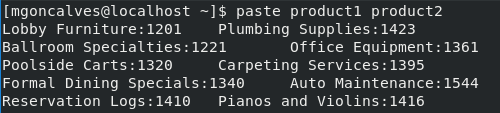 [mgoncalves@localhost ~]$ paste product1 product2
Lobby Furniture:1201    Plumbing Supplies:1423
Ballroom Specialties:1221       Office Equipment:1361
Poolside Carts:1320     Carpeting Services:1395
Formal Dining Specials:1340     Auto Maintenance:1544
Reservation Logs:1410   Pianos and Violins:1416